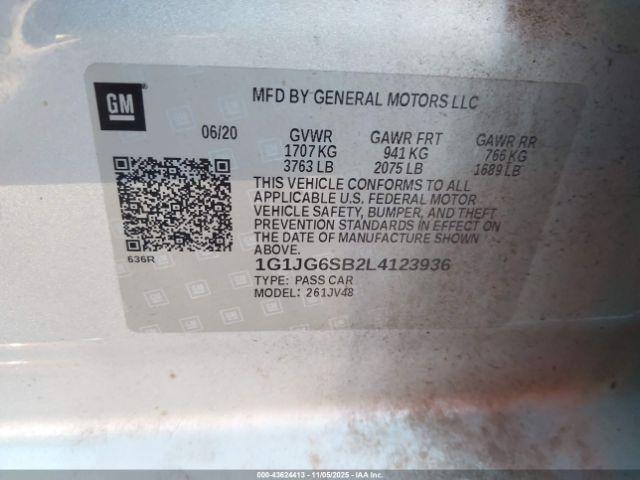 GM
MFD BY GENERAL MOTORS LLC
06/20 GVWR GAWR FRT GAWR RR
1707 KG 941 KG 766 KG
3763 LB 2075 LB 1689 LB
THIS VEHICLE CONFORMS TO ALL
APPLICABLE U.S. FEDERAL MOTOR
VEHICLE SAFETY, BUMPER, AND THEFT
PREVENTION STANDARDS IN EFFECT ON
THE DATE OF MANUFACTURE SHOWN
ABOVE.
636R
1G1JG6SB2L4123936
TYPE: PASS CAR
MODEL: 261JV48
000-43624413 - 11/05/2025 - IAAI.COM